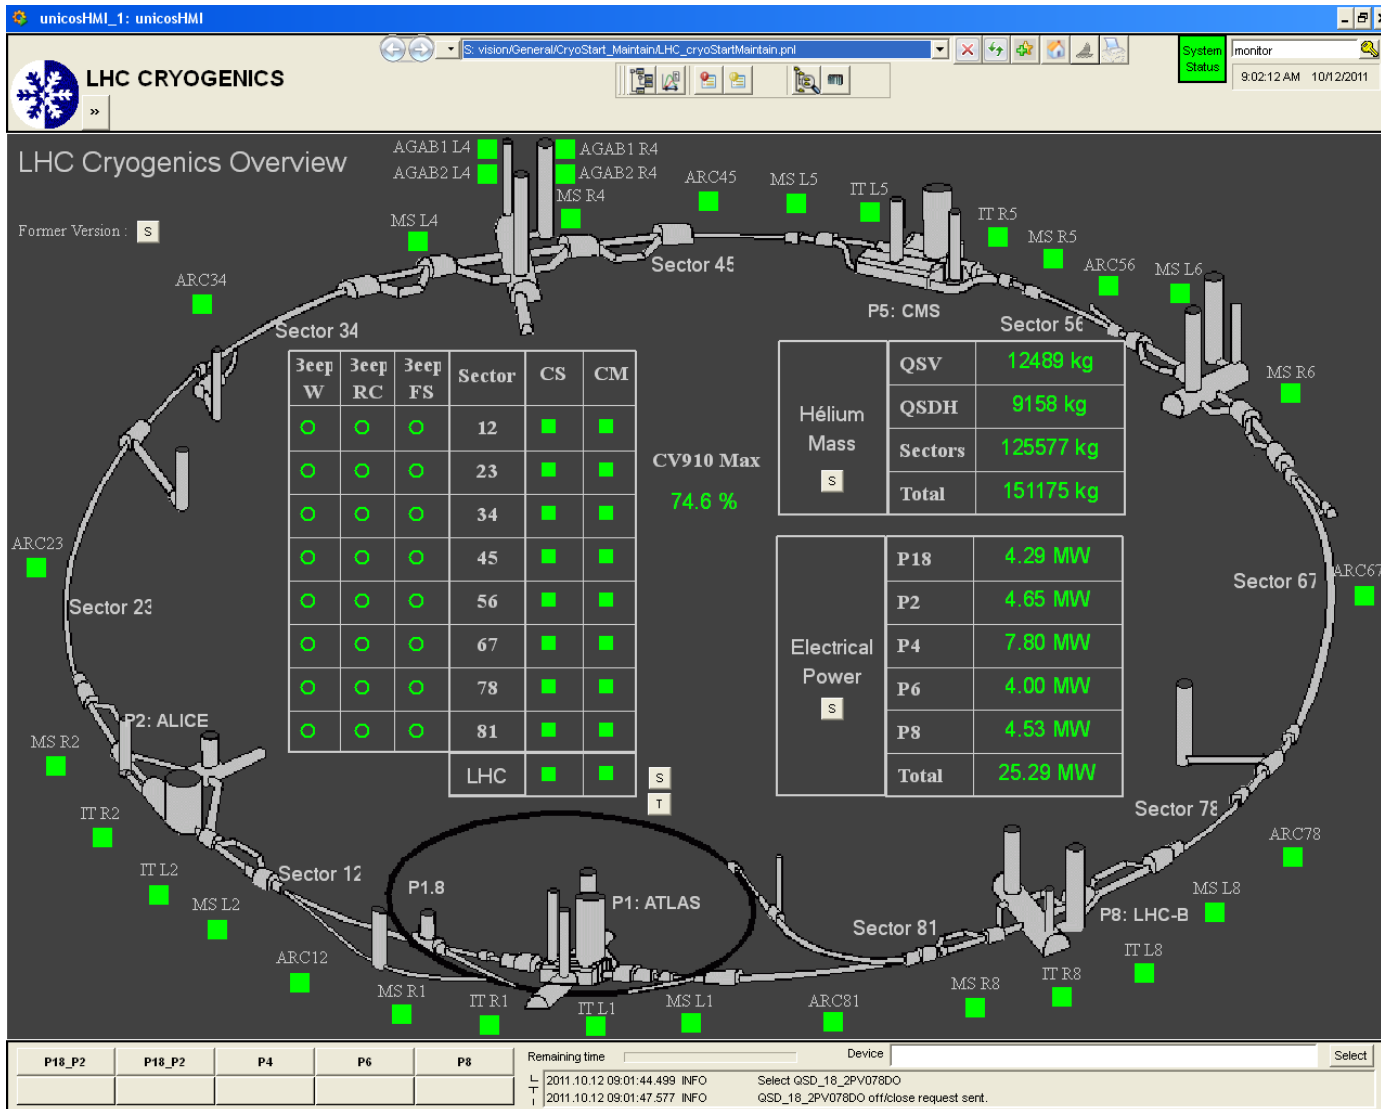 unicosHMI_1: unicosHMI
S: vision/General/CryoStart_Maintain/LHC_cryoStartMaintain.pnl
System Status
monitor
9:02:12 AM 10/12/2011
LHC CRYOGENICS
»
LHC Cryogenics Overview
Former Version : S
AGAB1 L4
AGAB1 R4
AGAB2 L4
AGAB2 R4
MS L4
MS R4
ARC45
MS L5
IT L5
IT R5
MS R5
ARC56
MS L6
MS R6
ARC34
Sector 34
Sector 45
P5: CMS
Sector 56
Beep W
Beep RC
Beep FS
Sector
CS
CM
12
23
34
45
56
67
78
81
LHC
S
T
CV910 Max
74.6 %
Hélium Mass
S
QSV 12489 kg
QSDH 9158 kg
Sectors 125577 kg
Total 151175 kg
Electrical Power
S
P18 4.29 MW
P2 4.65 MW
P4 7.80 MW
P6 4.00 MW
P8 4.53 MW
Total 25.29 MW
ARC23
Sector 23
Sector 67
ARC67
P2: ALICE
MS R2
IT R2
IT L2
MS L2
Sector 12
ARC12
P1.8
P1: ATLAS
MS R1
IT R1
IT L1
MS L1
ARC81
Sector 81
MS R8
IT R8
IT L8
P8: LHC-B
MS L8
ARC78
Sector 78
P18_P2
P18_P2
P4
P6
P8
Remaining time
Device
Select
2011.10.12 09:01:44.499 INFO Select QSD_18_2PV078DO
2011.10.12 09:01:47.577 INFO QSD_18_2PV078DO off/close request sent.